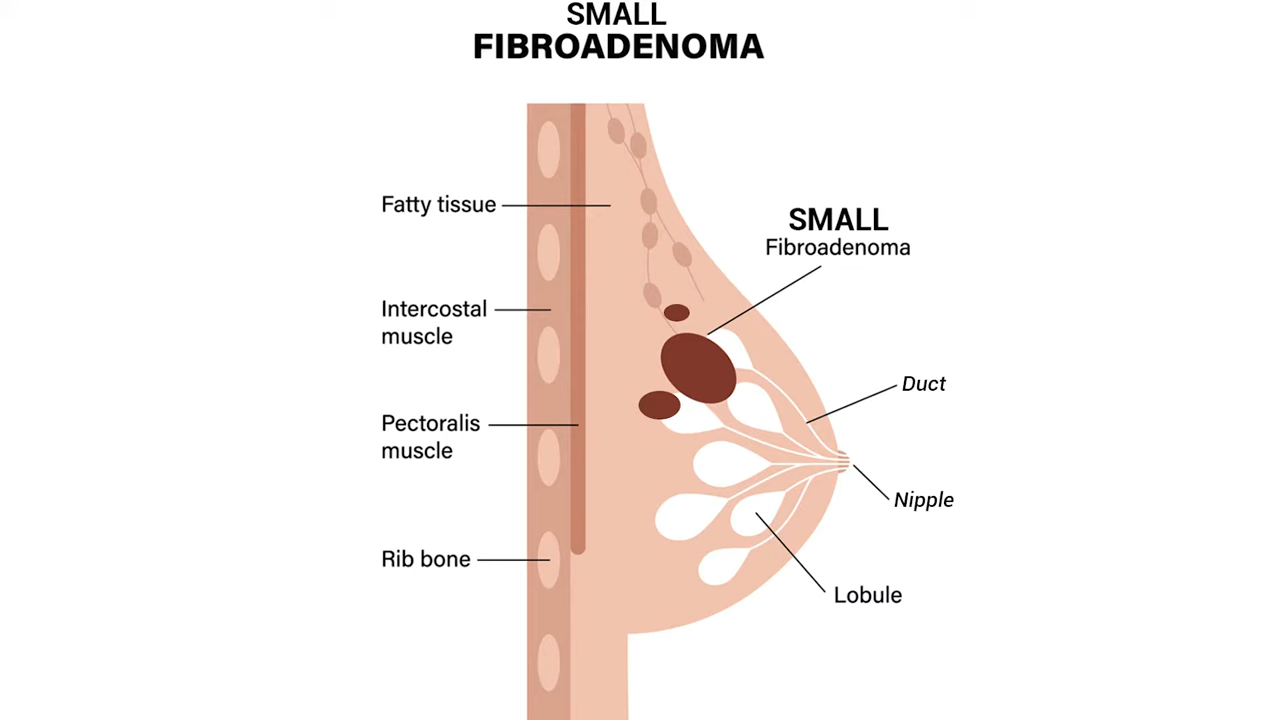 SMALL
FIBROADENOMA
Fatty tissue
SMALL
Fibroadenoma
Intercostal
muscle
Duct
Pectoralis
muscle
Nipple
Rib bone
Lobule